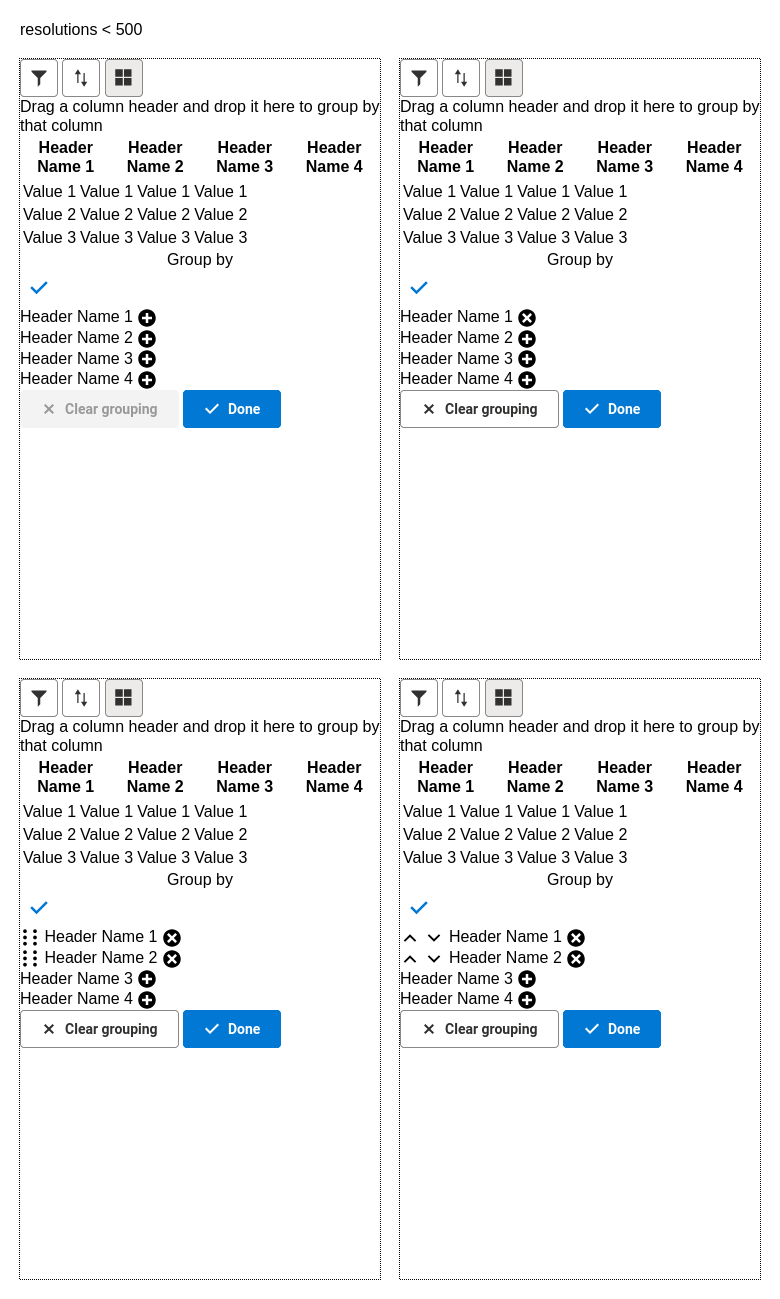 resolutions < 500
Drag a column header and drop it here to group by
that column
Header Header Header Header
Name 1 Name 2 Name 3 Name 4
Value 1 Value 1 Value 1 Value 1
Value 2 Value 2 Value 2 Value 2
Value 3 Value 3 Value 3 Value 3
Group by
Header Name 1
Header Name 2
Header Name 3
Header Name 4
Clear grouping Done
Drag a column header and drop it here to group by
that column
Header Header Header Header
Name 1 Name 2 Name 3 Name 4
Value 1 Value 1 Value 1 Value 1
Value 2 Value 2 Value 2 Value 2
Value 3 Value 3 Value 3 Value 3
Group by
Header Name 1
Header Name 2
Header Name 3
Header Name 4
Clear grouping Done
Drag a column header and drop it here to group by
that column
Header Header Header Header
Name 1 Name 2 Name 3 Name 4
Value 1 Value 1 Value 1 Value 1
Value 2 Value 2 Value 2 Value 2
Value 3 Value 3 Value 3 Value 3
Group by
Header Name 1
Header Name 2
Header Name 3
Header Name 4
Clear grouping Done
Drag a column header and drop it here to group by
that column
Header Header Header Header
Name 1 Name 2 Name 3 Name 4
Value 1 Value 1 Value 1 Value 1
Value 2 Value 2 Value 2 Value 2
Value 3 Value 3 Value 3 Value 3
Group by
Header Name 1
Header Name 2
Header Name 3
Header Name 4
Clear grouping Done